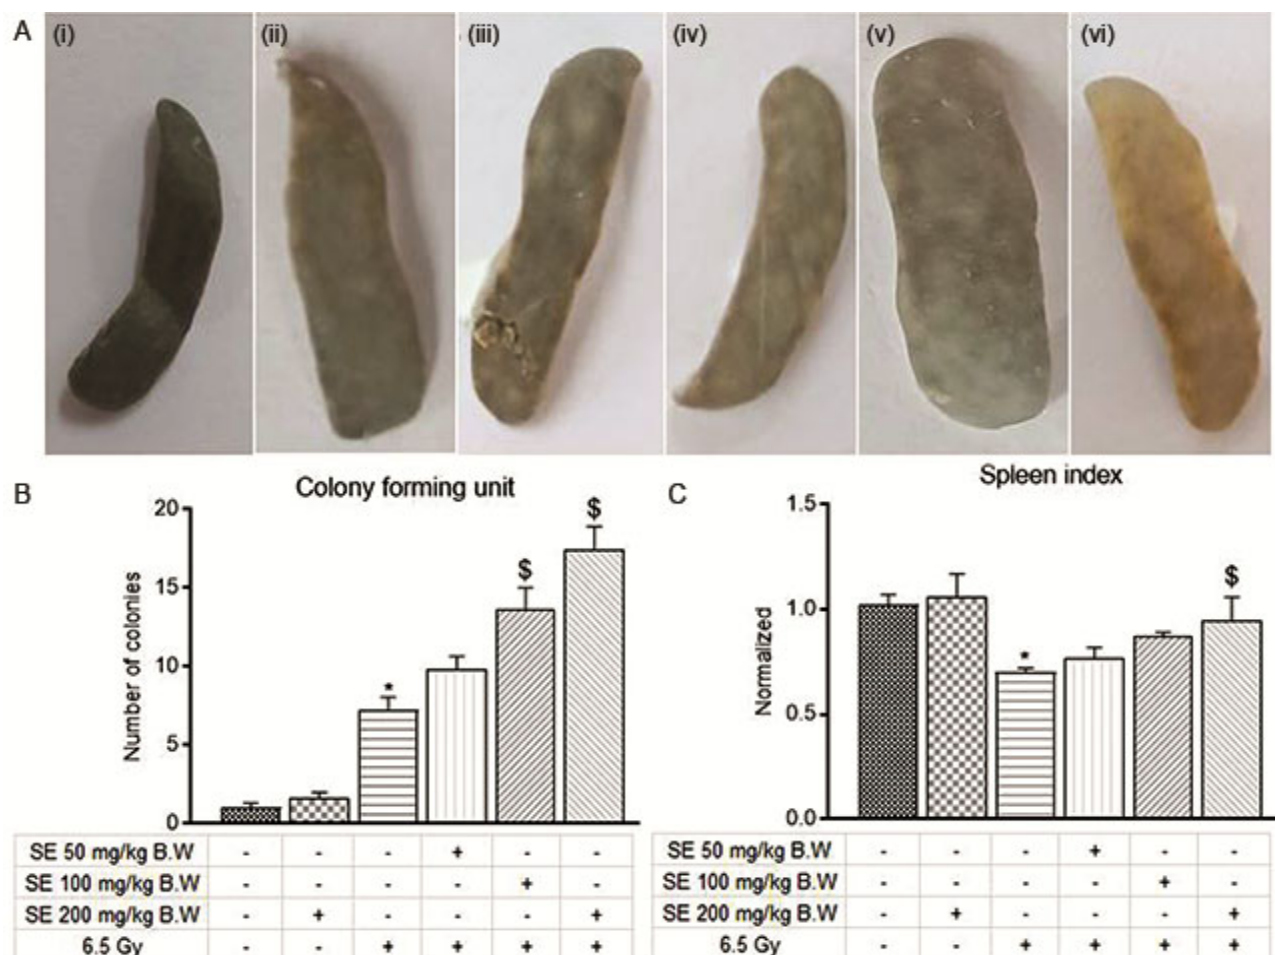 A (i) (ii) (iii) (iv) (v) (vi)
B Colony forming unit
20
15
10
5
0
Number of colonies
* $ $
SE 50 mg/kg B.W - - - + - -
SE 100 mg/kg B.W - - - - + -
SE 200 mg/kg B.W - + - - - +
6.5 Gy - - + + + +
C Spleen index
1.5
1.0
0.5
0.0
Normalized
* $
SE 50 mg/kg B.W - - - + - -
SE 100 mg/kg B.W - - - - + -
SE 200 mg/kg B.W - + - - - +
6.5 Gy - - + + + +